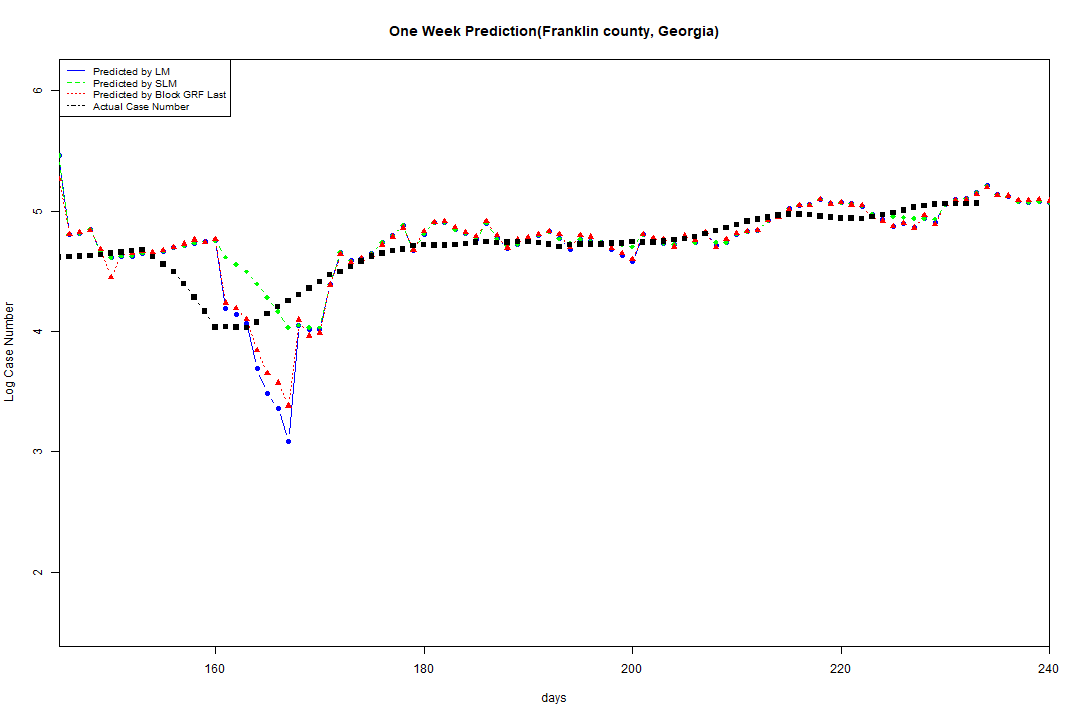 One Week Prediction(Franklin county, Georgia)
Predicted by LM
Predicted by SLM
Predicted by Block GRF Last
Actual Case Number
6
5
4
3
2
Log Case Number
160
180
200
220
240
days